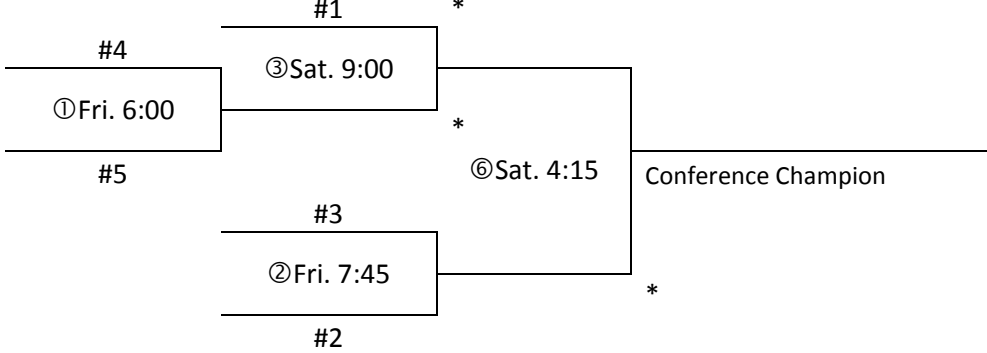 #1
*
#4
③Sat. 9:00
①Fri. 6:00
*
#5
⑥Sat. 4:15
Conference Champion
#3
②Fri. 7:45
*
#2